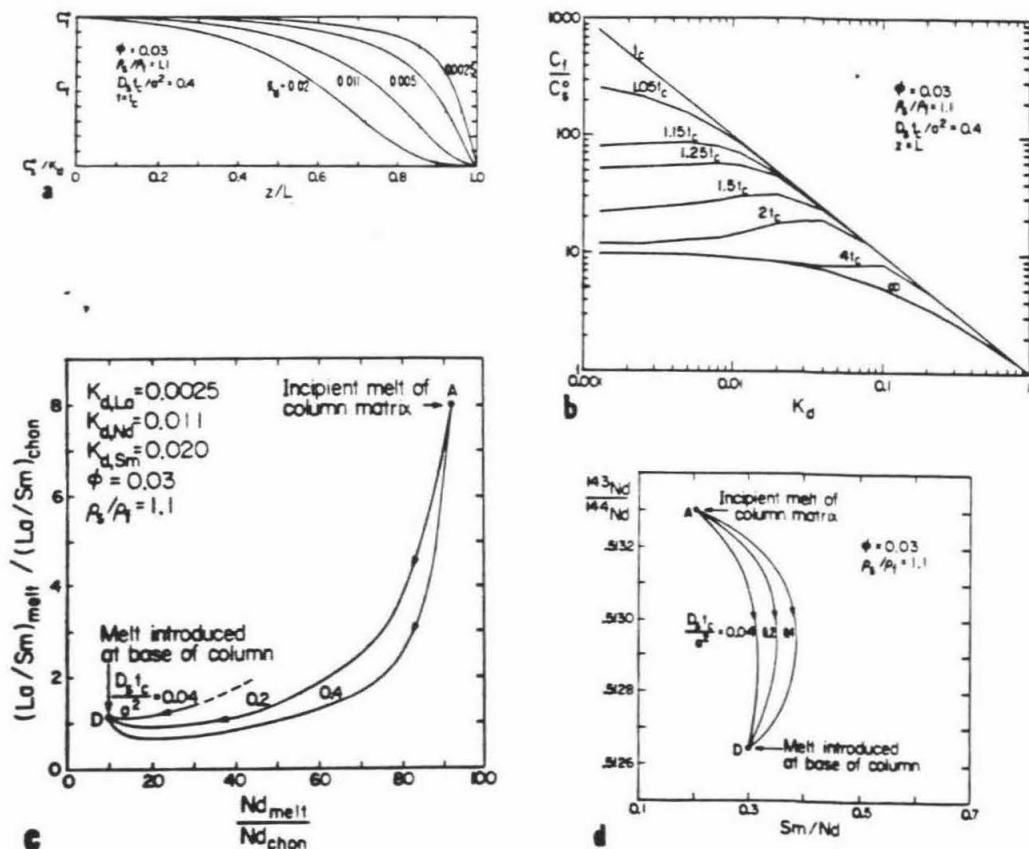 C_f°
C_f
C_s°/K_d
φ = 0.03
ρ_s/ρ_f = 1.1
D_s t_c/a² = 0.4
t = t_c
= 0.02
0.011
0.005
0.0025
0
0.2
0.4
0.6
0.8
1.0
z/L
a
1000
100
10
1
C_f
C_s°
t_c
1.05t_c
1.15t_c
1.25t_c
1.5t_c
2t_c
4t_c
∞
φ = 0.03
ρ_s/ρ_f = 1.1
D_s t_c/a² = 0.4
z = L
0.001
0.01
0.1
1
K_d
b
(La/Sm)melt / (La/Sm)chon
8
6
4
2
0
K_d,La = 0.0025
K_d,Nd = 0.011
K_d,Sm = 0.020
φ = 0.03
ρ_s/ρ_f = 1.1
Incipient melt of
column matrix
A
Melt introduced
at base of column
D_s t_c
a²
= 0.04
0.2
0.4
D
0
20
40
60
80
100
Nd melt
Nd chon
c
143Nd
144Nd
.5132
.5130
.5128
.5126
A
Incipient melt of
column matrix
φ = 0.03
ρ_s/ρ_f = 1.1
D_s t_c
a²
= 0.04
0.2
D
Melt introduced
at base of column
0.1
0.3
0.5
0.7
Sm/Nd
d